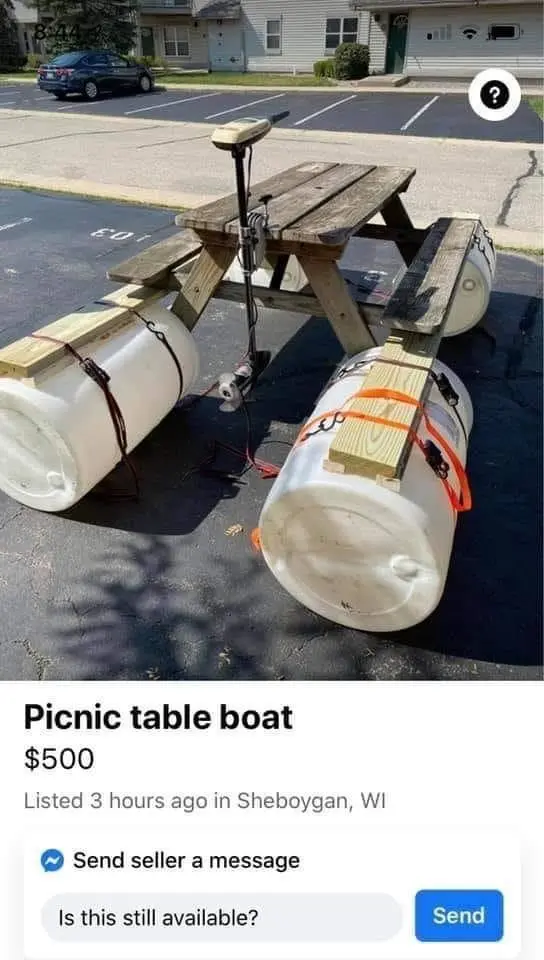 8:44
103
Picnic table boat
$500
Listed 3 hours ago in Sheboygan, WI
Send seller a message
Is this still available?
Send